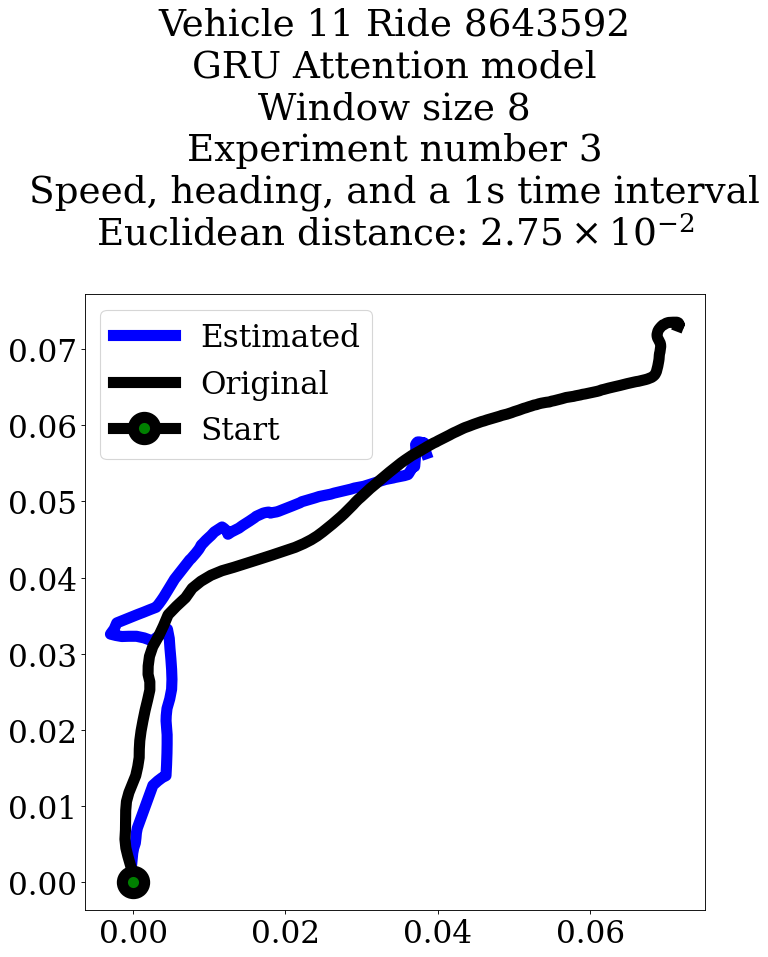 Vehicle 11 Ride 8643592
GRU Attention model
Window size 8
Experiment number 3
Speed, heading, and a 1s time interval
Euclidean distance: 2.75 × 10⁻²
Estimated
Original
Start
0.07
0.06
0.05
0.04
0.03
0.02
0.01
0.00
0.00 0.02 0.04 0.06